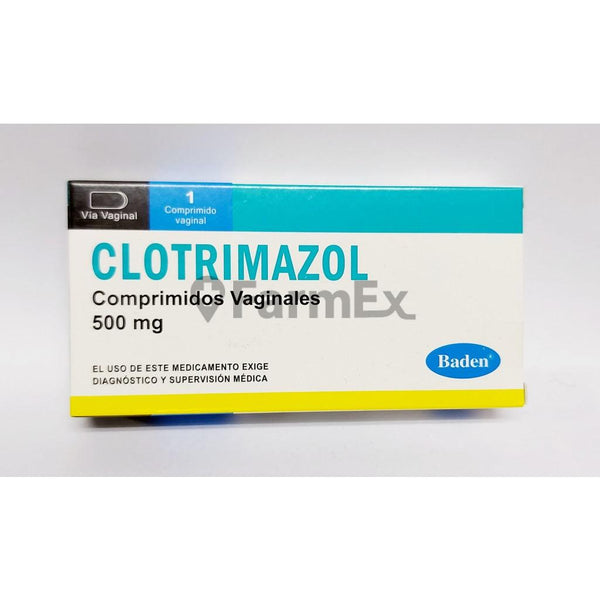 Vía Vaginal
1
Comprimido
vaginal
CLOTRIMAZOL
Comprimidos Vaginales
500 mg
FarmEx
EL USO DE ESTE MEDICAMENTO EXIGE
DIAGNÓSTICO Y SUPERVISIÓN MÉDICA
Baden